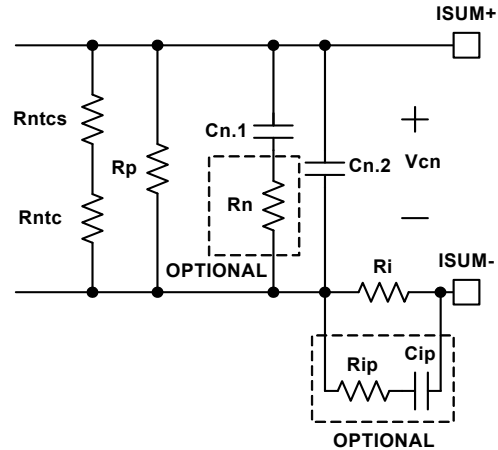 ISUM+
Rntcs
Cn.1
+
Rp
Cn.2
Vcn
Rntc
Rn
−
OPTIONAL
Ri
ISUM-
Rip
Cip
OPTIONAL